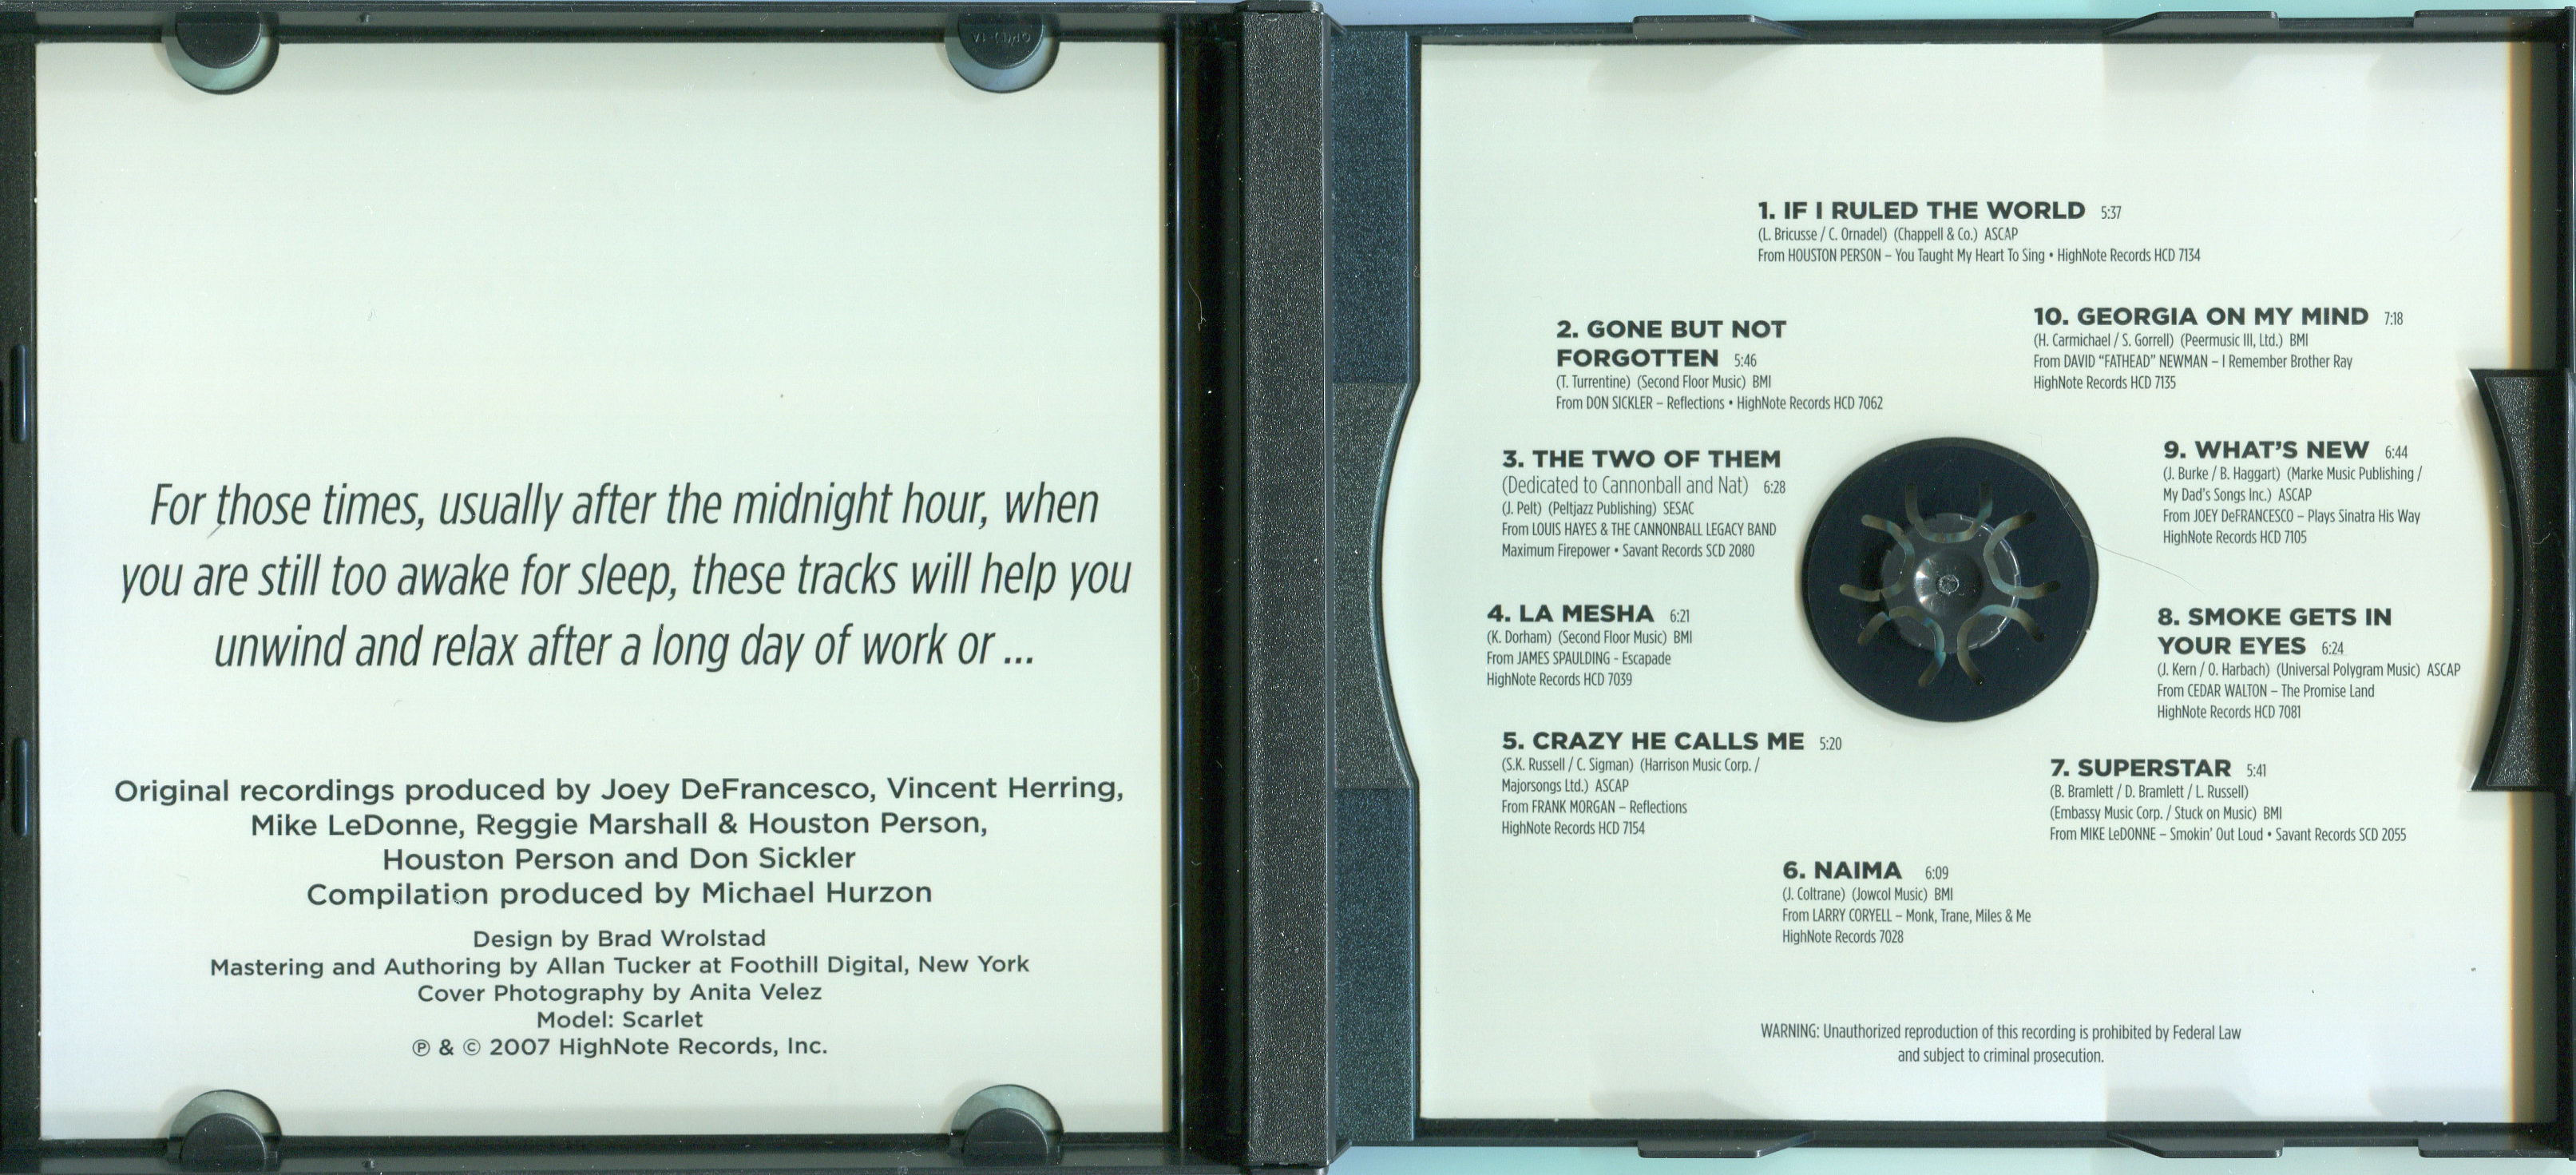 For those times, usually after the midnight hour, when
you are still too awake for sleep, these tracks will help you
unwind and relax after a long day of work or ...
Original recordings produced by Joey DeFrancesco, Vincent Herring,
Mike LeDonne, Reggie Marshall & Houston Person,
Houston Person and Don Sickler
Compilation produced by Michael Hurzon
Design by Brad Wrolstad
Mastering and Authoring by Allan Tucker at Foothill Digital, New York
Cover Photography by Anita Velez
Model: Scarlet
℗ & © 2007 HighNote Records, Inc.
1. IF I RULED THE WORLD 5:37
(L. Bricusse / C. Ornadel) (Chappell & Co.) ASCAP
From HOUSTON PERSON – You Taught My Heart To Sing • HighNote Records HCD 7134
2. GONE BUT NOT
FORGOTTEN 5:46
(T. Turrentine) (Second Floor Music) BMI
From DON SICKLER – Reflections • HighNote Records HCD 7062
3. THE TWO OF THEM
(Dedicated to Cannonball and Nat) 6:28
(J. Pelt) (Peltjazz Publishing) SESAC
From LOUIS HAYES & THE CANNONBALL LEGACY BAND
Maximum Firepower • Savant Records SCD 2080
4. LA MESHA 6:21
(K. Dorham) (Second Floor Music) BMI
From JAMES SPAULDING - Escapade
HighNote Records HCD 7039
5. CRAZY HE CALLS ME 5:20
(S.K. Russell / C. Sigman) (Harrison Music Corp. /
Majorsongs Ltd.) ASCAP
From FRANK MORGAN – Reflections
HighNote Records HCD 7154
6. NAIMA 6:09
(J. Coltrane) (Jowcol Music) BMI
From LARRY CORYELL – Monk, Trane, Miles & Me
HighNote Records 7028
7. SUPERSTAR 5:41
(B. Bramlett / D. Bramlett / L. Russell)
(Embassy Music Corp. / Stuck on Music) BMI
From MIKE LeDONNE – Smokin' Out Loud • Savant Records SCD 2055
8. SMOKE GETS IN
YOUR EYES 6:24
(J. Kern / O. Harbach) (Universal Polygram Music) ASCAP
From CEDAR WALTON – The Promise Land
HighNote Records HCD 7081
9. WHAT'S NEW 6:44
(J. Burke / B. Haggart) (Marke Music Publishing /
My Dad's Songs Inc.) ASCAP
From JOEY DeFRANCESCO – Plays Sinatra His Way
HighNote Records HCD 7105
10. GEORGIA ON MY MIND 7:18
(H. Carmichael / S. Gorrell) (Peermusic III, Ltd.) BMI
From DAVID “FATHEAD” NEWMAN – I Remember Brother Ray
HighNote Records HCD 7135
WARNING: Unauthorized reproduction of this recording is prohibited by Federal Law
and subject to criminal prosecution.